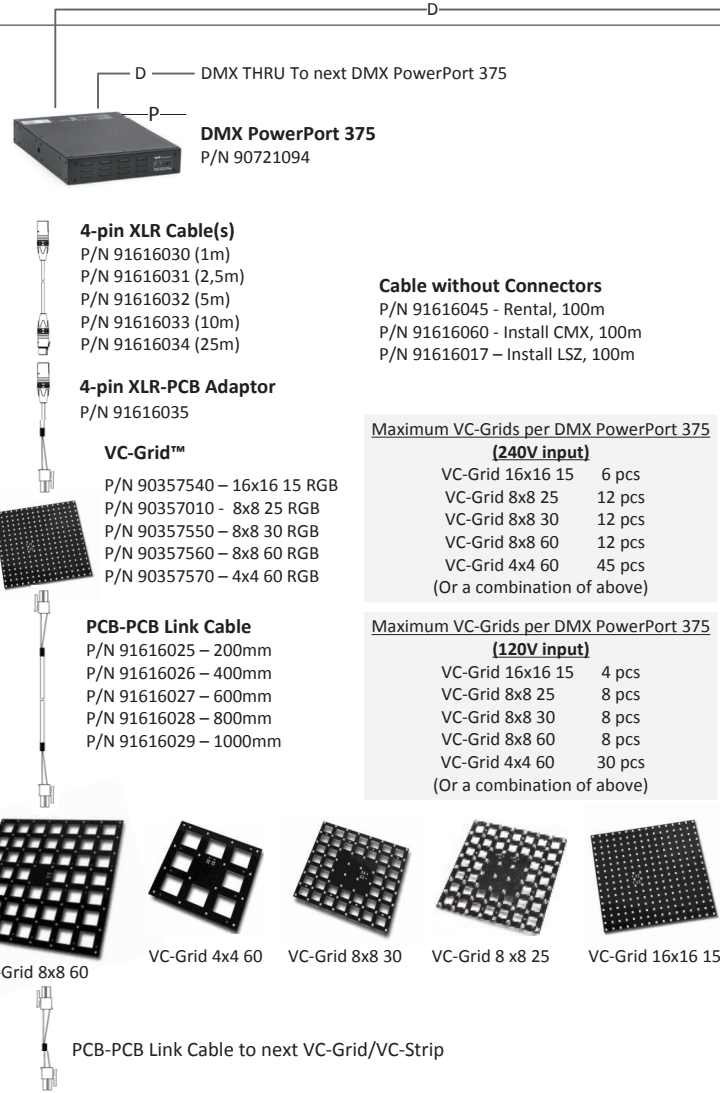 D
D DMX THRU To next DMX PowerPort 375
P
DMX PowerPort 375
P/N 90721094
4-pin XLR Cable(s)
P/N 91616030 (1m)
P/N 91616031 (2,5m)
P/N 91616032 (5m)
P/N 91616033 (10m)
P/N 91616034 (25m)
Cable without Connectors
P/N 91616045 - Rental, 100m
P/N 91616060 - Install CMX, 100m
P/N 91616017 – Install LSZ, 100m
4-pin XLR-PCB Adaptor
P/N 91616035
VC-Grid™
P/N 90357540 – 16x16 15 RGB
P/N 90357010 - 8x8 25 RGB
P/N 90357550 – 8x8 30 RGB
P/N 90357560 – 8x8 60 RGB
P/N 90357570 – 4x4 60 RGB
Maximum VC-Grids per DMX PowerPort 375
(240V input)
VC-Grid 16x16 15 6 pcs
VC-Grid 8x8 25 12 pcs
VC-Grid 8x8 30 12 pcs
VC-Grid 8x8 60 12 pcs
VC-Grid 4x4 60 45 pcs
(Or a combination of above)
PCB-PCB Link Cable
P/N 91616025 – 200mm
P/N 91616026 – 400mm
P/N 91616027 – 600mm
P/N 91616028 – 800mm
P/N 91616029 – 1000mm
Maximum VC-Grids per DMX PowerPort 375
(120V input)
VC-Grid 16x16 15 4 pcs
VC-Grid 8x8 25 8 pcs
VC-Grid 8x8 30 8 pcs
VC-Grid 8x8 60 8 pcs
VC-Grid 4x4 60 30 pcs
(Or a combination of above)
-Grid 8x8 60
VC-Grid 4x4 60
VC-Grid 8x8 30
VC-Grid 8 x8 25
VC-Grid 16x16 15
PCB-PCB Link Cable to next VC-Grid/VC-Strip